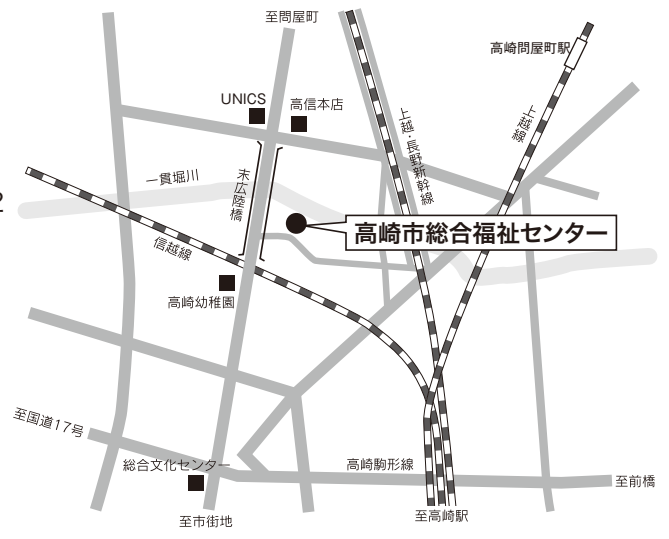 至問屋町
高崎問屋町駅
UNICS
高信本店
上越・長野新幹線
上越線
一貫堀川
末広陸橋
2
高崎市総合福祉センター
信越線
高崎幼稚園
至国道17号
総合文化センター
高崎駒形線
至前橋
至市街地
至高崎駅